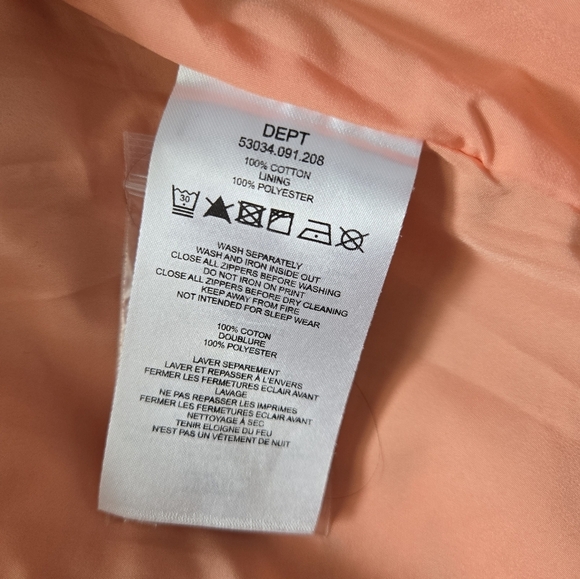 DEPT
53034.091.208
100% COTTON
LINING
100% POLYESTER
30
WASH SEPARATELY
WASH AND IRON INSIDE OUT
CLOSE ALL ZIPPERS BEFORE WASHING
DO NOT IRON ON PRINT
CLOSE ALL ZIPPERS BEFORE DRY CLEANING
KEEP AWAY FROM FIRE
NOT INTENDED FOR SLEEP WEAR
100% COTON
DOUBLURE
100% POLYESTER
LAVER SEPAREMENT
LAVER ET REPASSER À L'ENVERS
FERMER LES FERMETURES ECLAIR AVANT
LAVAGE
NE PAS REPASSER LES IMPRIMES
FERMER LES FERMETURES ECLAIR AVANT
NETTOYAGE À SEC
TENIR ELOIGNE DU FEU
N'EST PAS UN VÊTEMENT DE NUIT